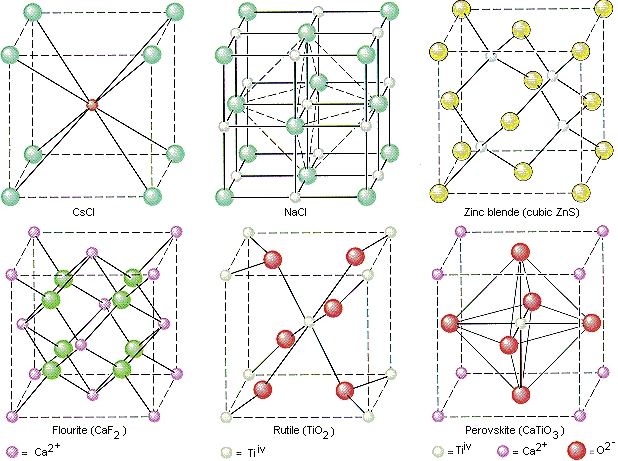 CsCl
NaCl
Zinc blende (cubic ZnS)
Flourite (CaF2)
Rutile (TiO2)
Perovskite (CaTiO3)
= Ca2+
= Tiiv
= Tiiv
= Ca2+
= O2-